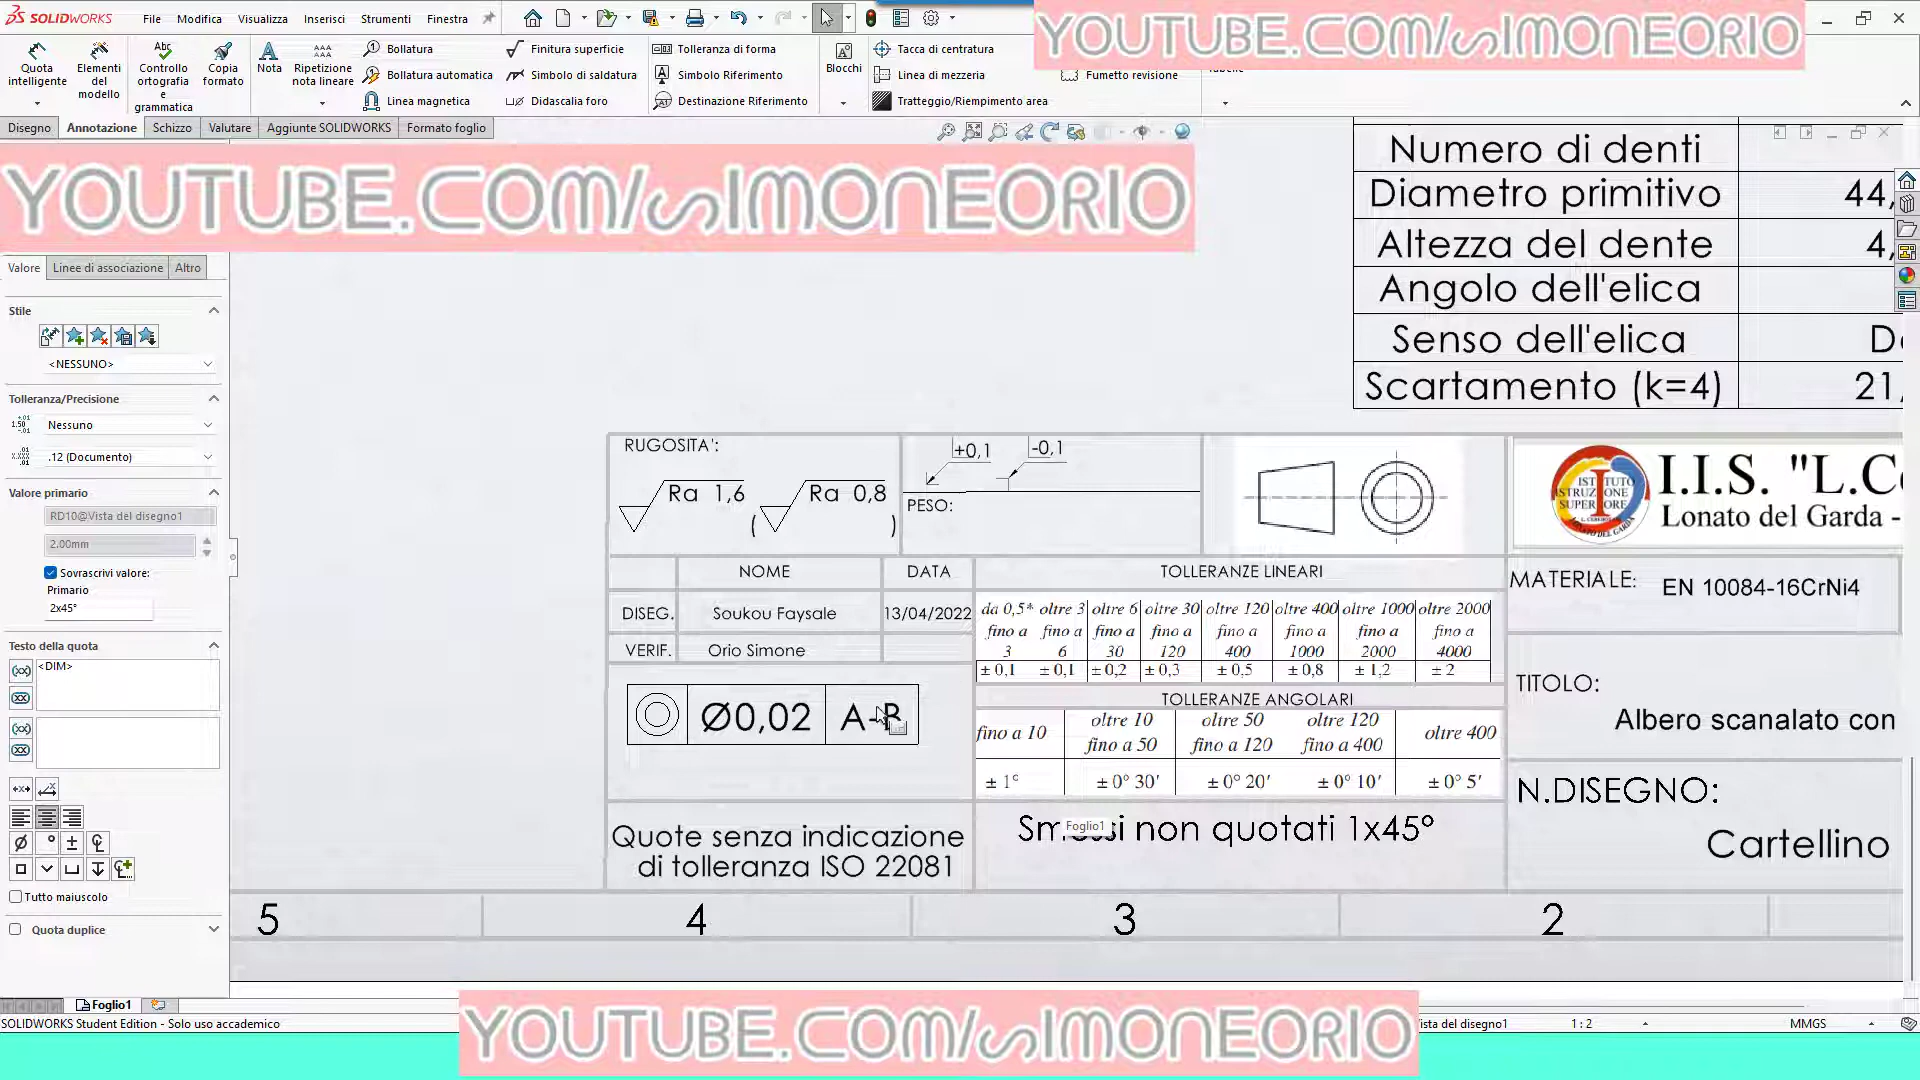 SOLIDWORKS
File Modifica Visualizza Inserisci Strumenti Finestra
YOUTUBE.COM/SIMONEORIO
Quota intelligente
Elementi del modello
Controllo ortografia e grammatica
Copia formato
Nota
Ripetizione nota lineare
Bollatura
Bollatura automatica
Linea magnetica
Finitura superficie
Simbolo di saldatura
Didascalia foro
Tolleranza di forma
Simbolo Riferimento
Destinazione Riferimento
Blocchi
Tacca di centratura
Linea di mezzeria
Tratteggio/Riempimento area
Fumetto revisione
Disegno Annotazione Schizzo Valutare Aggiunte SOLIDWORKS Formato foglio
YOUTUBE.COM/SIMONEORIO
Valore Linee di associazione Altro
Stile
<NESSUNO>
Tolleranza/Precisione
Nessuno
.12 (Documento)
Valore primario
RD10@Vista del disegno1
2.00mm
Sovrascrivi valore:
Primario
2x45°
Testo della quota
<DIM>
Tutto maiuscolo
Quota duplice
Numero di denti
Diametro primitivo 44,
Altezza del dente 4,
Angolo dell'elica
Senso dell'elica
Scartamento (k=4) 21,
RUGOSITA':
Ra 1,6 ( Ra 0,8 )
+0,1 -0,1
PESO:
I.I.S. "L.C
Lonato del Garda -
ISTITUTO
ISTRUZIONE
SUPERIORE
NOME DATA
DISEG. Soukou Faysale 13/04/2022
VERIF. Orio Simone
TOLLERANZE LINEARI
da 0,5* oltre 3 oltre 6 oltre 30 oltre 120 oltre 400 oltre 1000 oltre 2000
fino a fino a fino a fino a fino a fino a fino a fino a
3 6 30 120 400 1000 2000 4000
± 0,1 ± 0,1 ± 0,2 ± 0,3 ± 0,5 ± 0,8 ± 1,2 ± 2
TOLLERANZE ANGOLARI
fino a 10 oltre 10 oltre 50 oltre 120 oltre 400
fino a 50 fino a 120 fino a 400
± 1° ± 0° 30' ± 0° 20' ± 0° 10' ± 0° 5'
MATERIALE: EN 10084-16CrNi4
TITOLO:
Albero scanalato con
N.DISEGNO:
Cartellino
Ø0,02 A-B
Quote senza indicazione
di tolleranza ISO 22081
Foglio1
non quotati 1x45°
5 4 3 2
Foglio1
SOLIDWORKS Student Edition - Solo uso accademico
YOUTUBE.COM/SIMONEORIO
ista del disegno1 1:2 MMGS